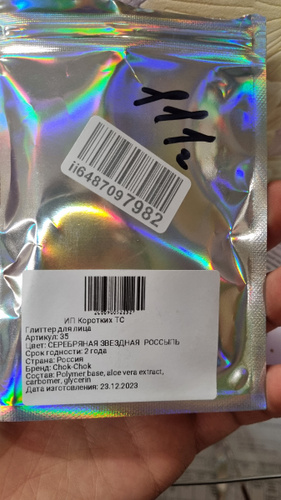 ii6487097982
ИП Коротких ТС
Глиттер для лица
Артикул: 35
Цвет: СЕРЕБРЯНАЯ ЗВЕЗДНАЯ РОССЫПЬ
Срок годности: 2 года
Страна: Россия
Бренд: Chok-Chok
Состав: Polymer base, aloe vera extract,
carbomer, glycerin
Дата изготовления: 23.12.2023